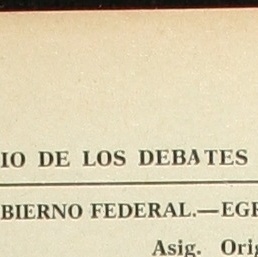 IO DE LOS DEBATES
BIERNO FEDERAL.—EGR
Asig. Orig